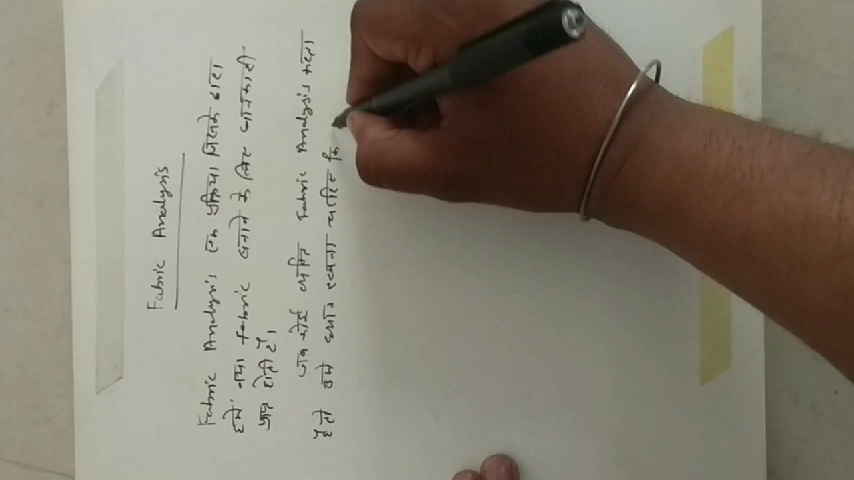 Fabric Analysis
Fabric Analysis एक प्रक्रिया जिसके द्वारा
हमें नया Fabric बनाने के लिए जानकारी-
प्राप्त होती है।
जब कोई व्यक्ति Fabric Analysis करता
है तो उसे ध्यान रखना चाहिए कि